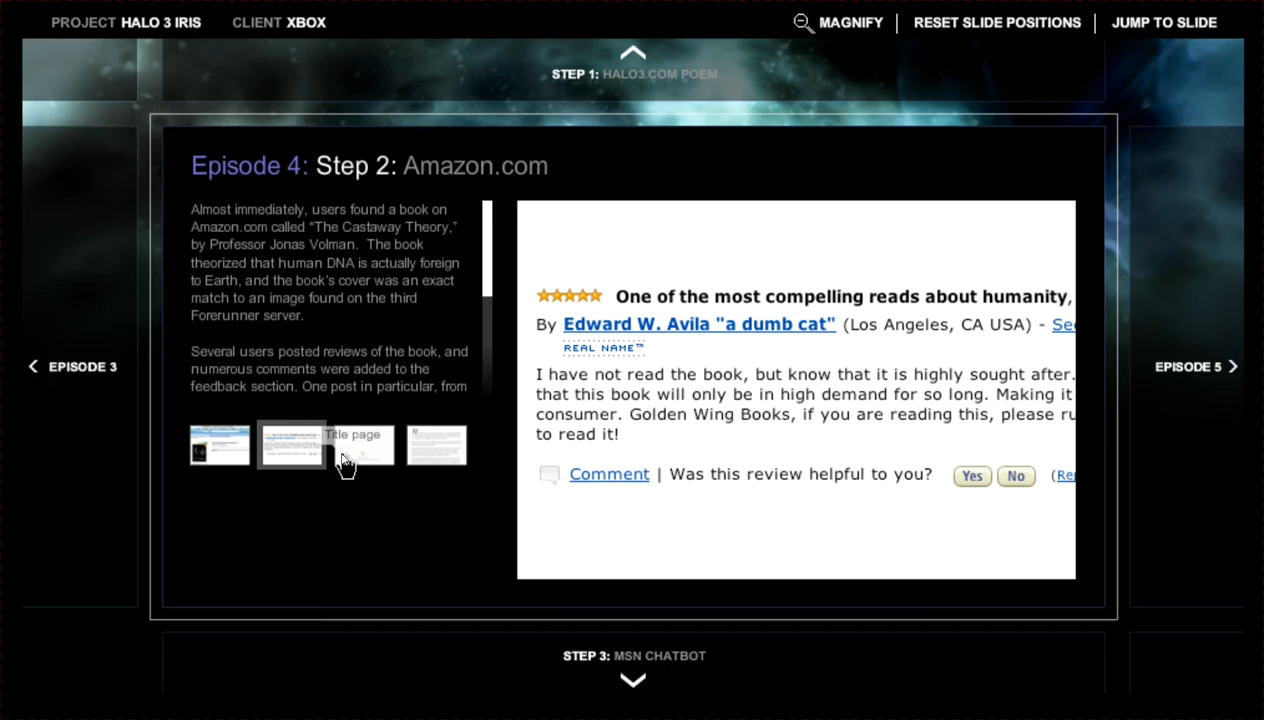 PROJECT HALO 3 IRIS CLIENT XBOX
MAGNIFY RESET SLIDE POSITIONS JUMP TO SLIDE
STEP 1: HALO3.COM POEM
Episode 4: Step 2: Amazon.com
Almost immediately, users found a book on
Amazon.com called “The Castaway Theory,”
by Professor Jonas Volman. The book
theorized that human DNA is actually foreign
to Earth, and the book's cover was an exact
match to an image found on the third
Forerunner server.
Several users posted reviews of the book, and
numerous comments were added to the
feedback section. One post in particular, from
Title page
One of the most compelling reads about humanity,
By Edward W. Avila "a dumb cat" (Los Angeles, CA USA) - Se
REAL NAME™
I have not read the book, but know that it is highly sought after.
that this book will only be in high demand for so long. Making it
consumer. Golden Wing Books, if you are reading this, please ru
to read it!
Comment | Was this review helpful to you? Yes No (Re
EPISODE 3
EPISODE 5
STEP 3: MSN CHATBOT